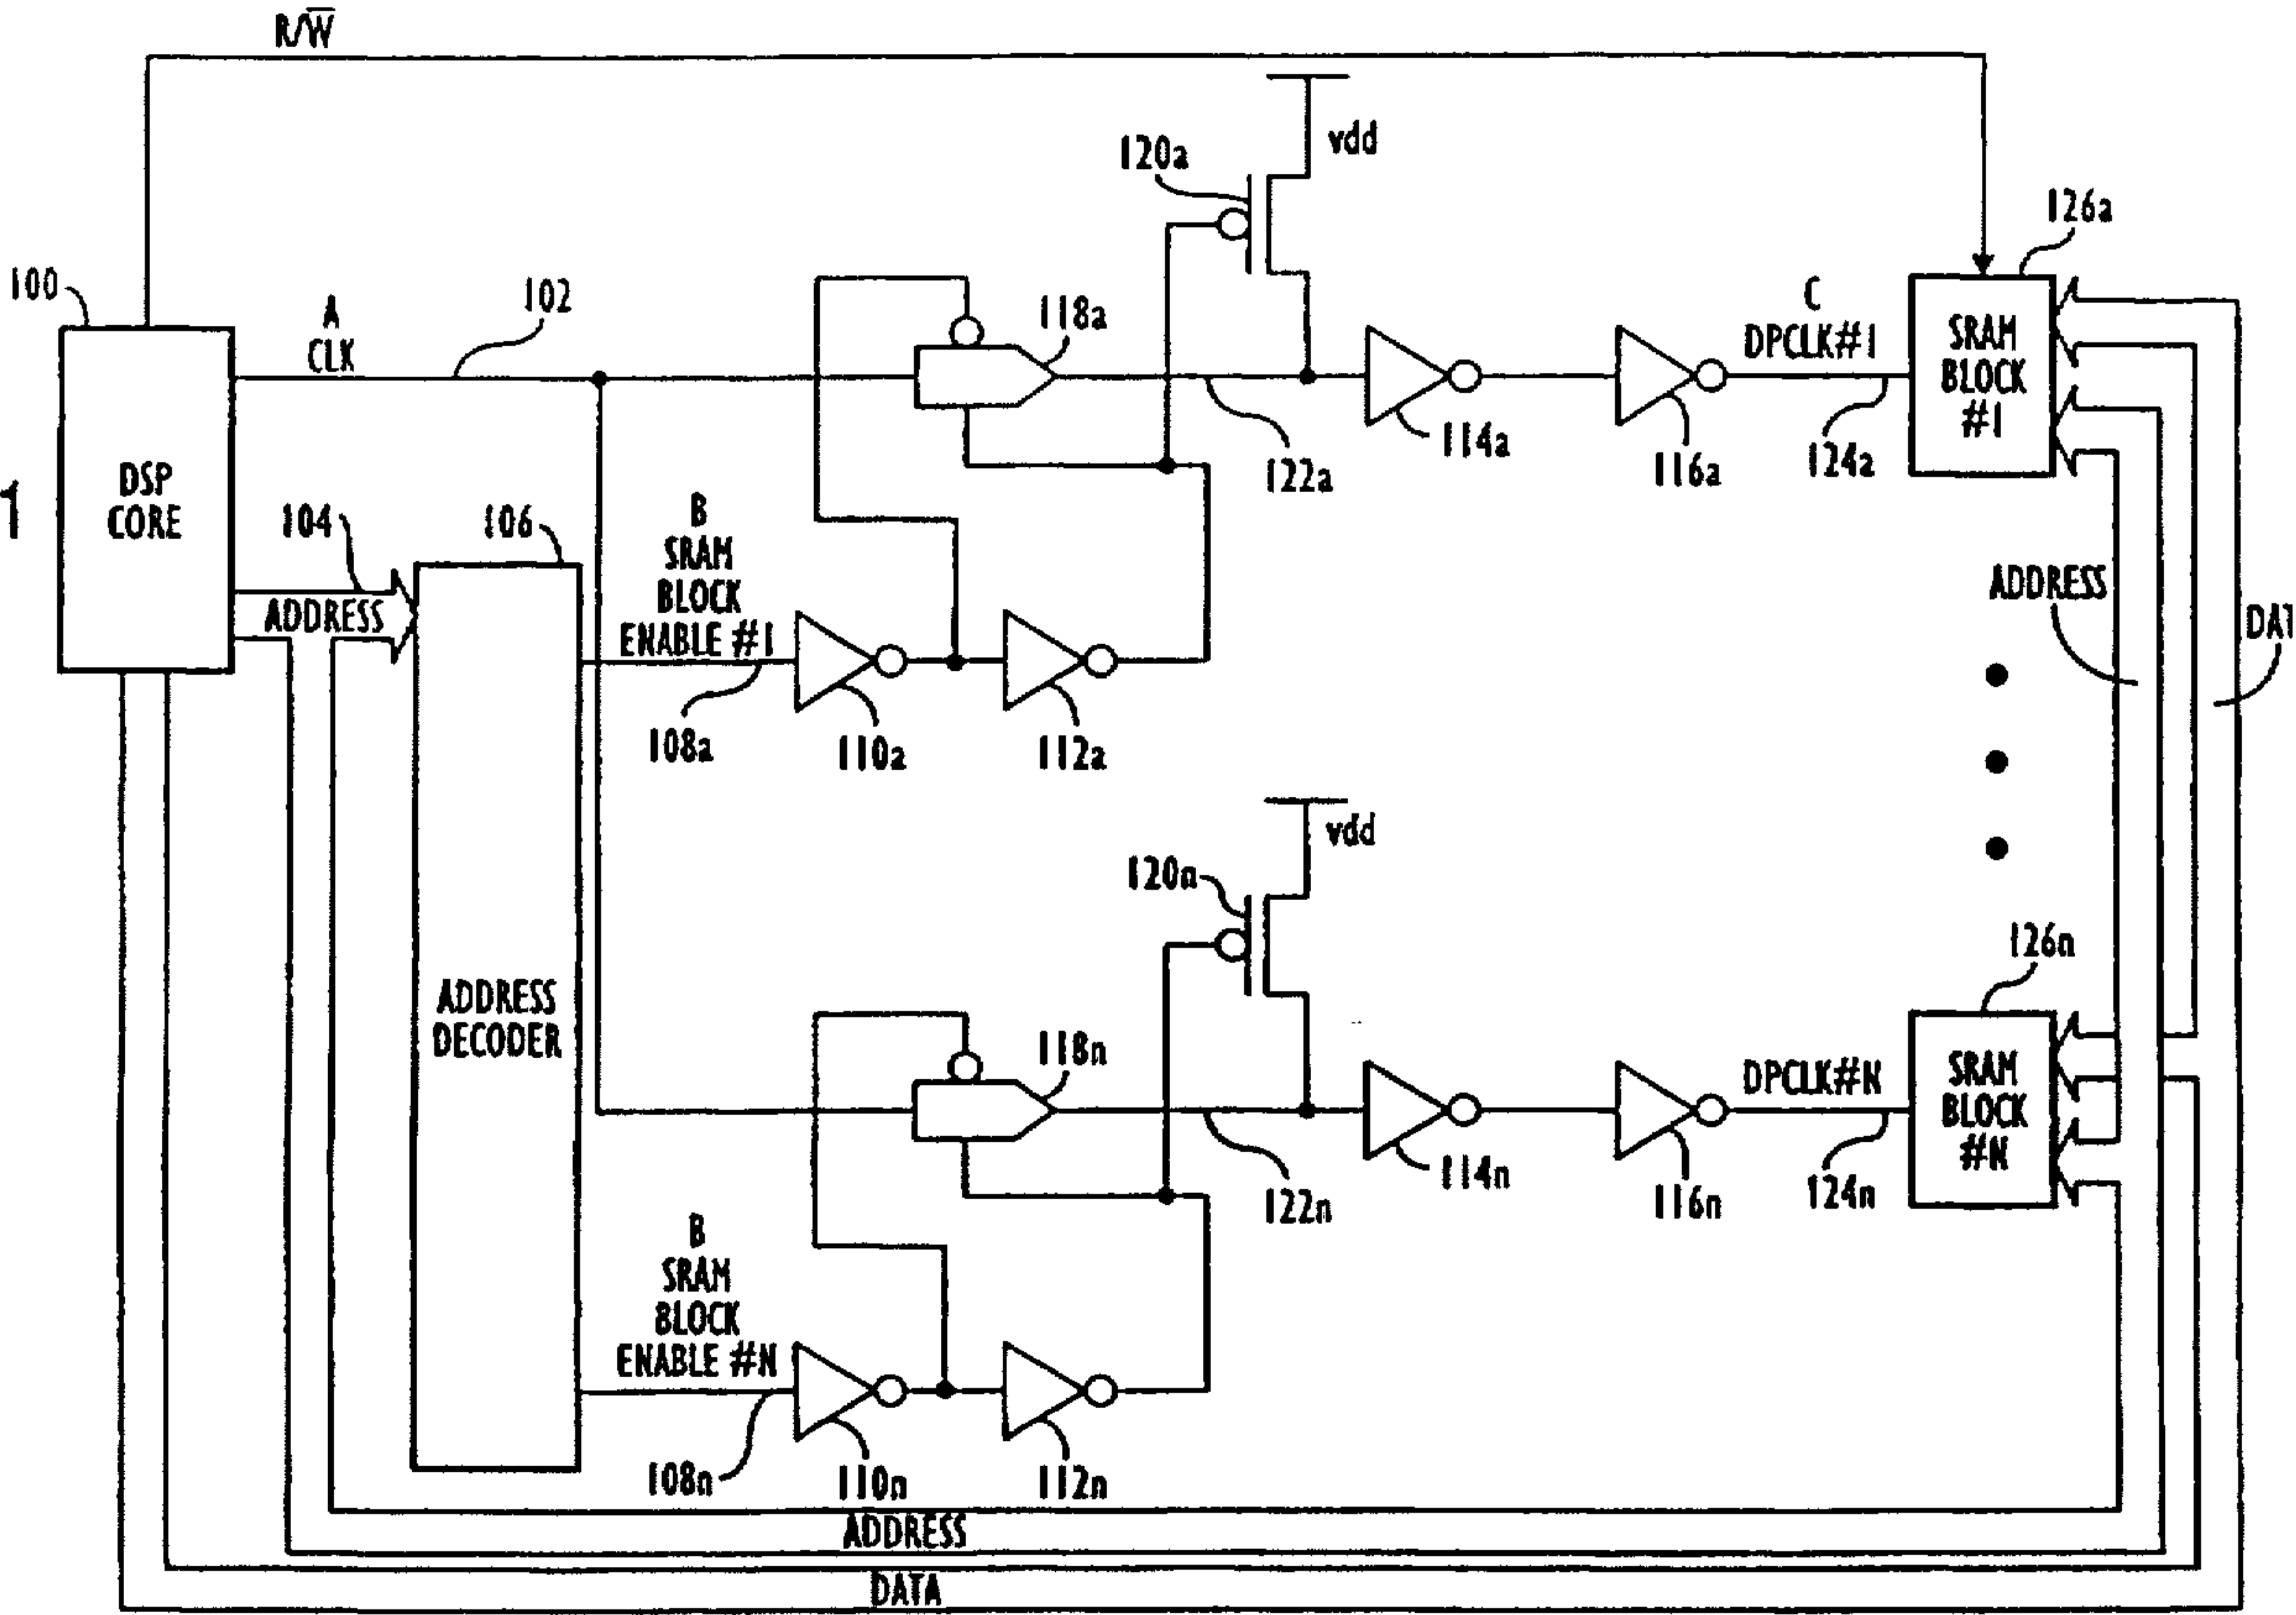 R/W̅
vdd
120a
126a
100
A
CLK
102
118a
C
DPCLK#1
SRAM
BLOCK
#1
114a
116a
124a
122a
1
DSP
CORE
104
106
ADDRESS
B
SRAM
BLOCK
ENABLE #1
108a
110a
112a
ADDRESS
DAT
vdd
120n
126n
ADDRESS
DECODER
118n
DPCLK#N
SRAM
BLOCK
#N
114n
116n
124n
122n
B
SRAM
BLOCK
ENABLE #N
108n
110n
112n
ADDRESS
DATA